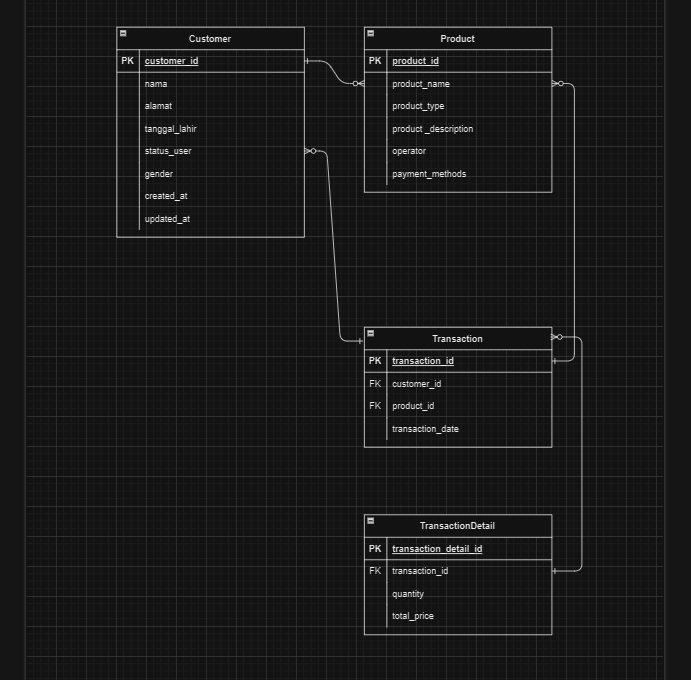 Customer
PK customer_id
nama
alamat
tanggal_lahir
status_user
gender
created_at
updated_at
Product
PK product_id
product_name
product_type
product _description
operator
payment_methods
Transaction
PK transaction_id
FK customer_id
FK product_id
transaction_date
TransactionDetail
PK transaction_detail_id
FK transaction_id
quantity
total_price